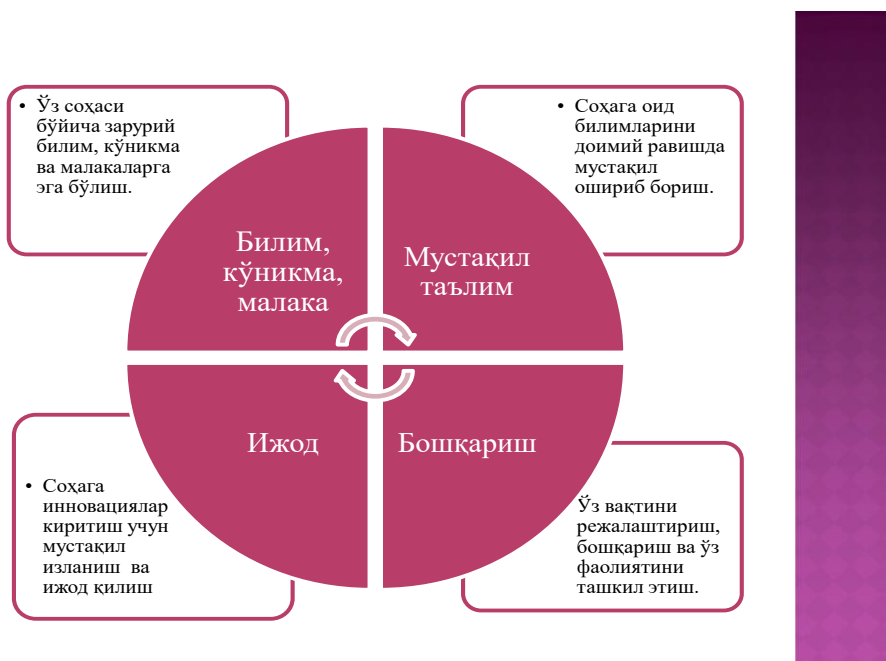 • Ўз соҳаси
бўйича зарурий
билим, кўникма
ва малакаларга
эга бўлиш.
• Соҳага оид
билимларини
доимий равишда
мустақил
ошириб бориш.
Билим,
кўникма,
малака
Мустақил
таълим
Ижод
Бошқариш
• Соҳага
инновациялар
киритиш учун
мустақил
изланиш ва
ижод қилиш
Ўз вақтини
режалаштириш,
бошқариш ва ўз
фаолиятини
ташкил этиш.